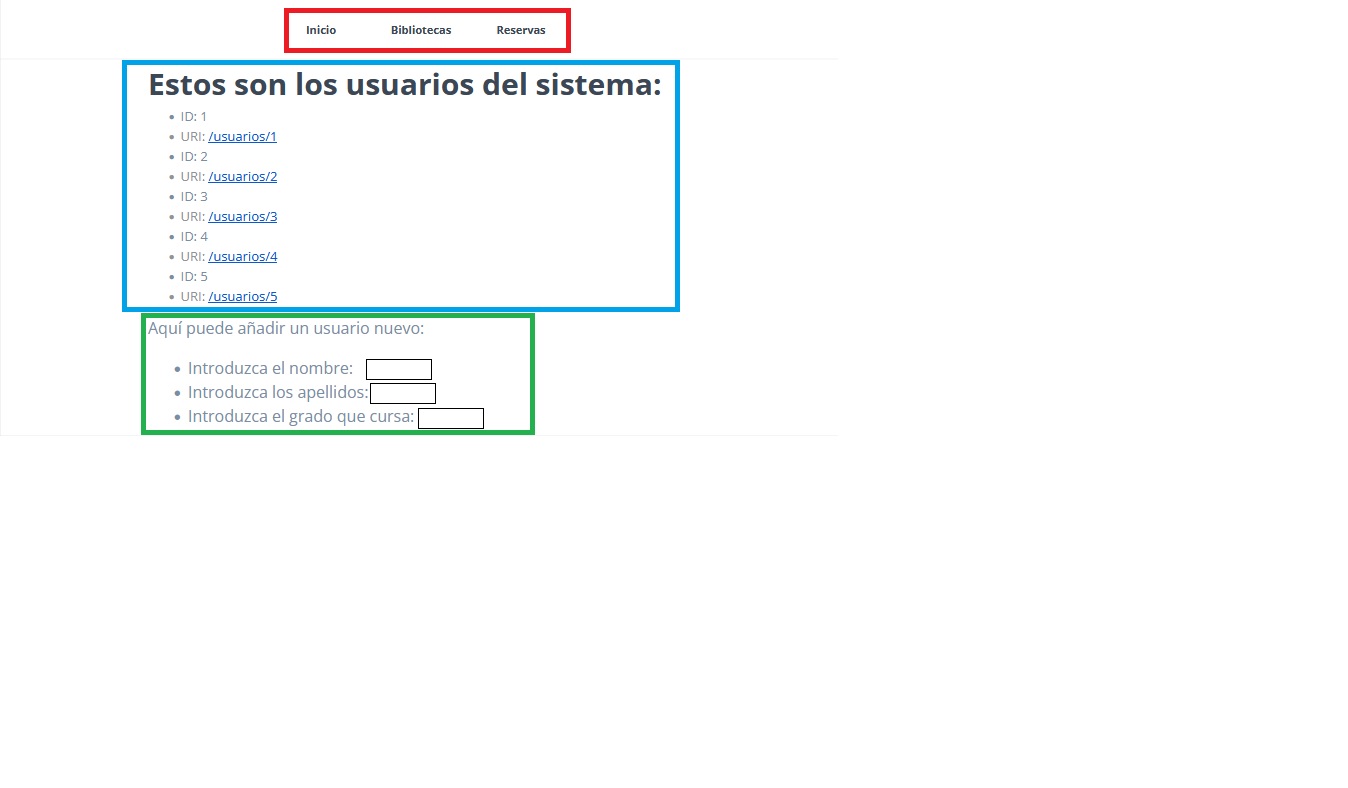 Inicio Bibliotecas Reservas
Estos son los usuarios del sistema:
• ID: 1
• URI: /usuarios/1
• ID: 2
• URI: /usuarios/2
• ID: 3
• URI: /usuarios/3
• ID: 4
• URI: /usuarios/4
• ID: 5
• URI: /usuarios/5
Aquí puede añadir un usuario nuevo:
• Introduzca el nombre:
• Introduzca los apellidos:
• Introduzca el grado que cursa: